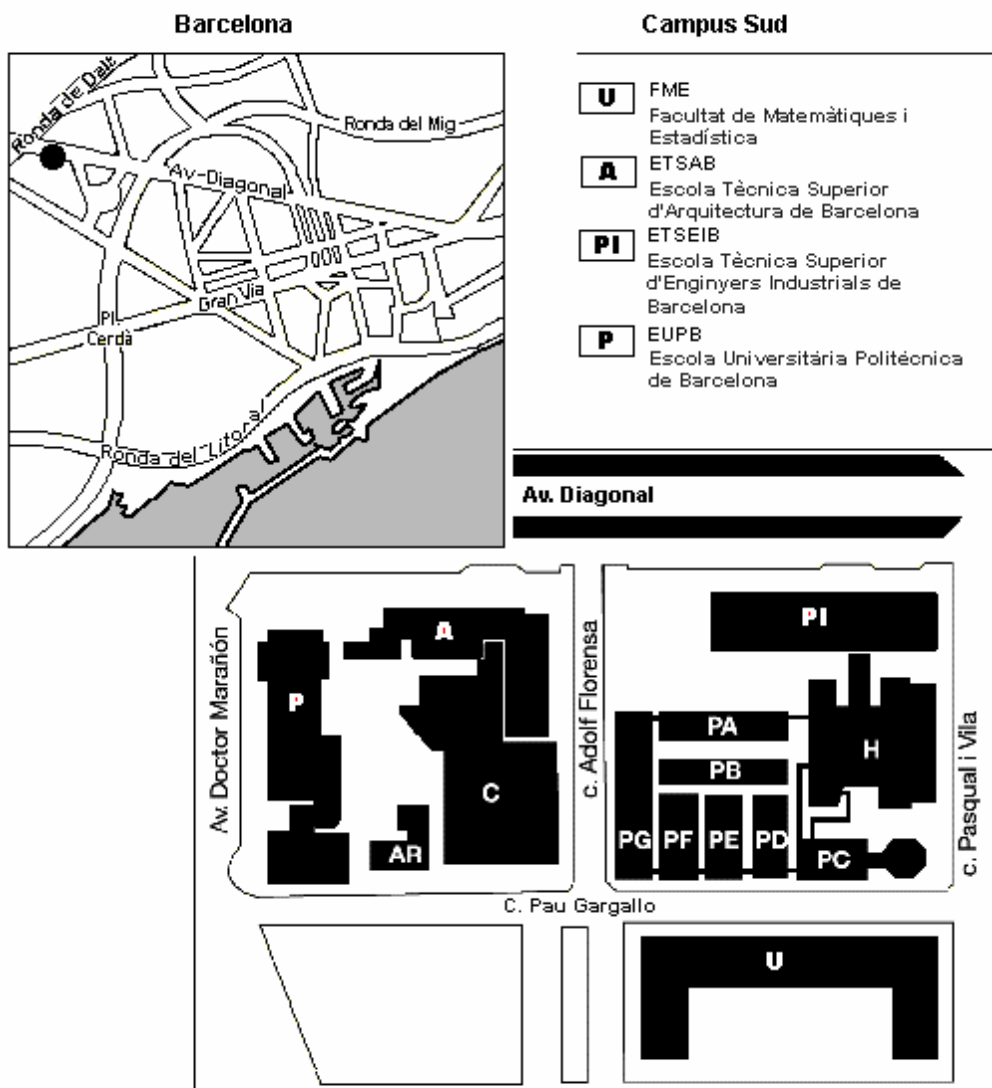 Barcelona
Campus Sud
Ronda de Dalt
Ronda del Mig
Av-Diagonal
Gran Via
Pl.
Cerdà
Ronda del Litoral
U FME
Facultat de Matemàtiques i
Estadística
A ETSAB
Escola Tècnica Superior
d'Arquitectura de Barcelona
PI ETSEIB
Escola Tècnica Superior
d'Enginyers Industrials de
Barcelona
P EUPB
Escola Universitária Politécnica
de Barcelona
Av. Diagonal
Av. Doctor Marañón
c. Adolf Florensa
c. Pasqual i Vila
A
P
C
AR
PI
PA
H
PB
PG PF PE PD PC
C. Pau Gargallo
U